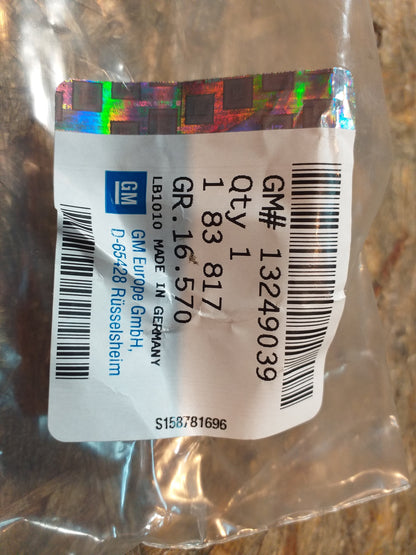 GM# 13249039
Qty 1
1 83 817
GR.16.570
LB1010 MADE IN GERMANY
GM
GM Europe GmbH,
D-65428 Rüsselsheim
S158781696